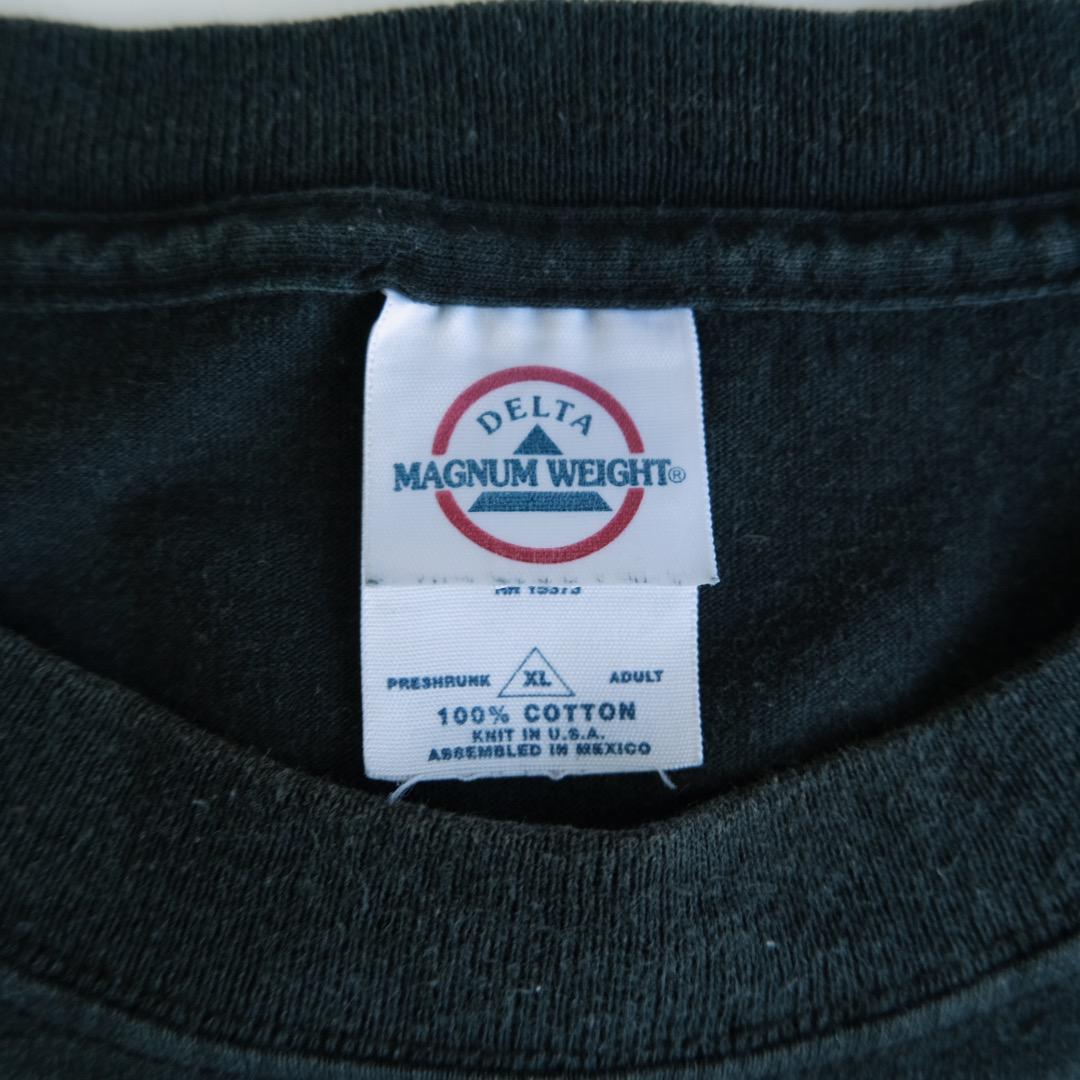 DELTA
MAGNUM WEIGHT®
PRESHRUNK XL ADULT
100% COTTON
KNIT IN U.S.A.
ASSEMBLED IN MEXICO